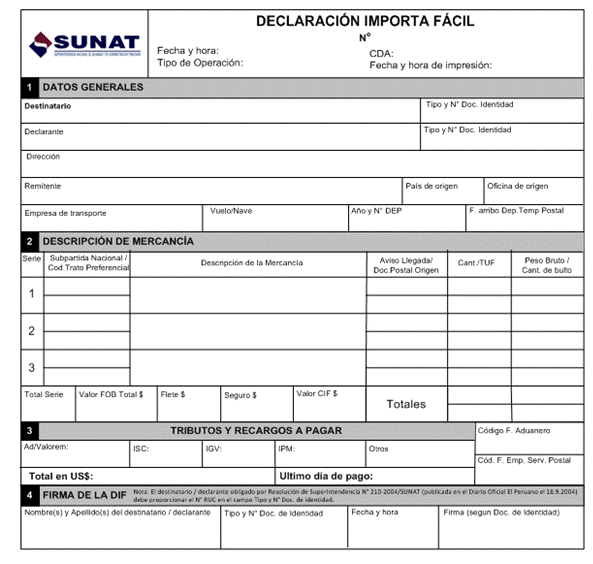 DECLARACIÓN IMPORTA FÁCIL
SUNAT
N°
Fecha y hora:
CDA:
Tipo de Operación:
Fecha y hora de impresión:
1 DATOS GENERALES
Destinatario
Tipo y N° Doc. Identidad
Declarante
Tipo y N° Doc. Identidad
Dirección
Remitente
País de origen
Oficina de origen
Empresa de transporte
Vuelo/Nave
Año y N° DEP
F. arribo Dep.Temp Postal
2 DESCRIPCIÓN DE MERCANCÍA
Serie
Subpartida Nacional /
Cod.Trato Preferencial
Descripción de la Mercancia
Aviso Llegada/
Doc.Postal Origen
Cant./TUF
Peso Bruto /
Cant. de bulto
1
2
3
Total Serie
Valor FOB Total $
Flete $
Seguro $
Valor CIF $
Totales
3 TRIBUTOS Y RECARGOS A PAGAR
Código F. Aduanero
Ad/Valorem:
ISC:
IGV:
IPM:
Otros
Cód. F. Emp. Serv. Postal
Total en US$:
Ultimo día de pago:
4 FIRMA DE LA DIF
Nota: El destinatario / declarante obligado por Resolución de Superintendencia N° 210-2004/SUNAT (publicada en el Diario Oficial El Peruano el 18.9.2004)
debe proporcionar el N° RUC en el campo Tipo y N° Doc. de identidad.
Nombre(s) y Apellido(s) del destinatario / declarante
Tipo y N° Doc. de Identidad
Fecha y hora
Firma (segun Doc. de Identidad)